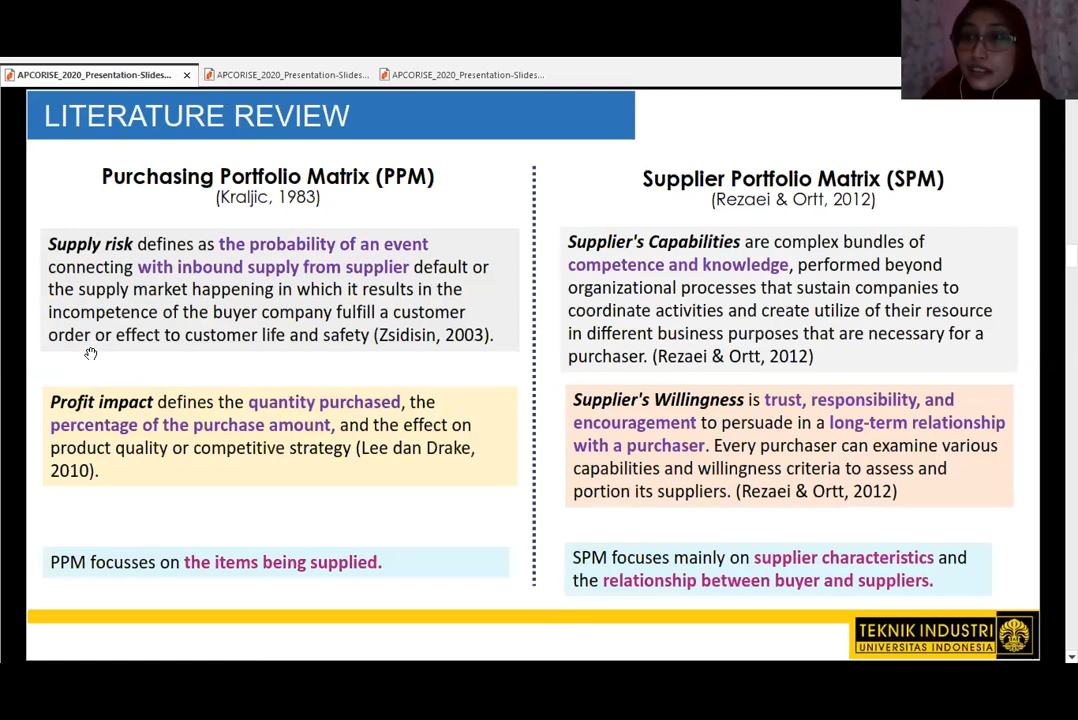 APCORISE_2020_Presentation-Slides...
APCORISE_2020_Presentation-Slides...
APCORISE_2020_Presentation-Slides...
LITERATURE REVIEW
Purchasing Portfolio Matrix (PPM)
(Kraljic, 1983)
Supply risk defines as the probability of an event
connecting with inbound supply from supplier default or
the supply market happening in which it results in the
incompetence of the buyer company fulfill a customer
order or effect to customer life and safety (Zsidisin, 2003).
Profit impact defines the quantity purchased, the
percentage of the purchase amount, and the effect on
product quality or competitive strategy (Lee dan Drake,
2010).
PPM focusses on the items being supplied.
Supplier Portfolio Matrix (SPM)
(Rezaei & Ortt, 2012)
Supplier's Capabilities are complex bundles of
competence and knowledge, performed beyond
organizational processes that sustain companies to
coordinate activities and create utilize of their resource
in different business purposes that are necessary for a
purchaser. (Rezaei & Ortt, 2012)
Supplier's Willingness is trust, responsibility, and
encouragement to persuade in a long-term relationship
with a purchaser. Every purchaser can examine various
capabilities and willingness criteria to assess and
portion its suppliers. (Rezaei & Ortt, 2012)
SPM focuses mainly on supplier characteristics and
the relationship between buyer and suppliers.
TEKNIK INDUSTRI
UNIVERSITAS INDONESIA